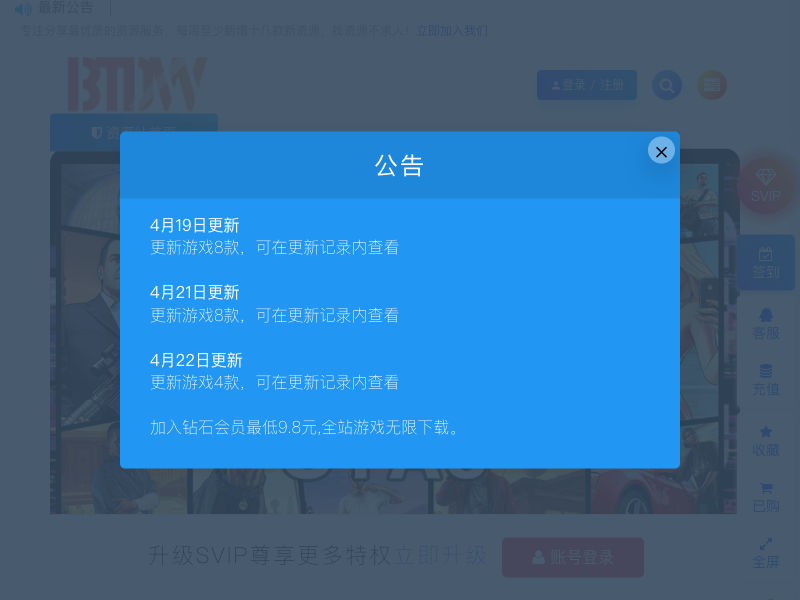 最新公告
专注分享最优质的资源服务，每周至少新增十几款新资源，找资源不求人！立即加入我们
登录 / 注册
公告
SVIP
签到
4月19日更新
更新游戏8款，可在更新记录内查看
4月21日更新
更新游戏8款，可在更新记录内查看
4月22日更新
更新游戏4款，可在更新记录内查看
加入钻石会员最低9.8元,全站游戏无限下载。
客服
充值
收藏
已购
全屏
升级SVIP尊享更多特权立即升级
账号登录